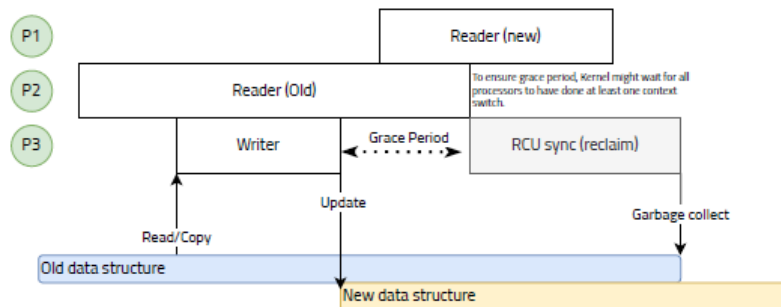 P1
Reader (new)
P2
Reader (Old)
To ensure grace period, Kernel might wait for all
processors to have done at least one context
switch.
P3
Writer
Grace Period
RCU sync (reclaim)
Update
Garbage collect
Read/Copy
Old data structure
New data structure